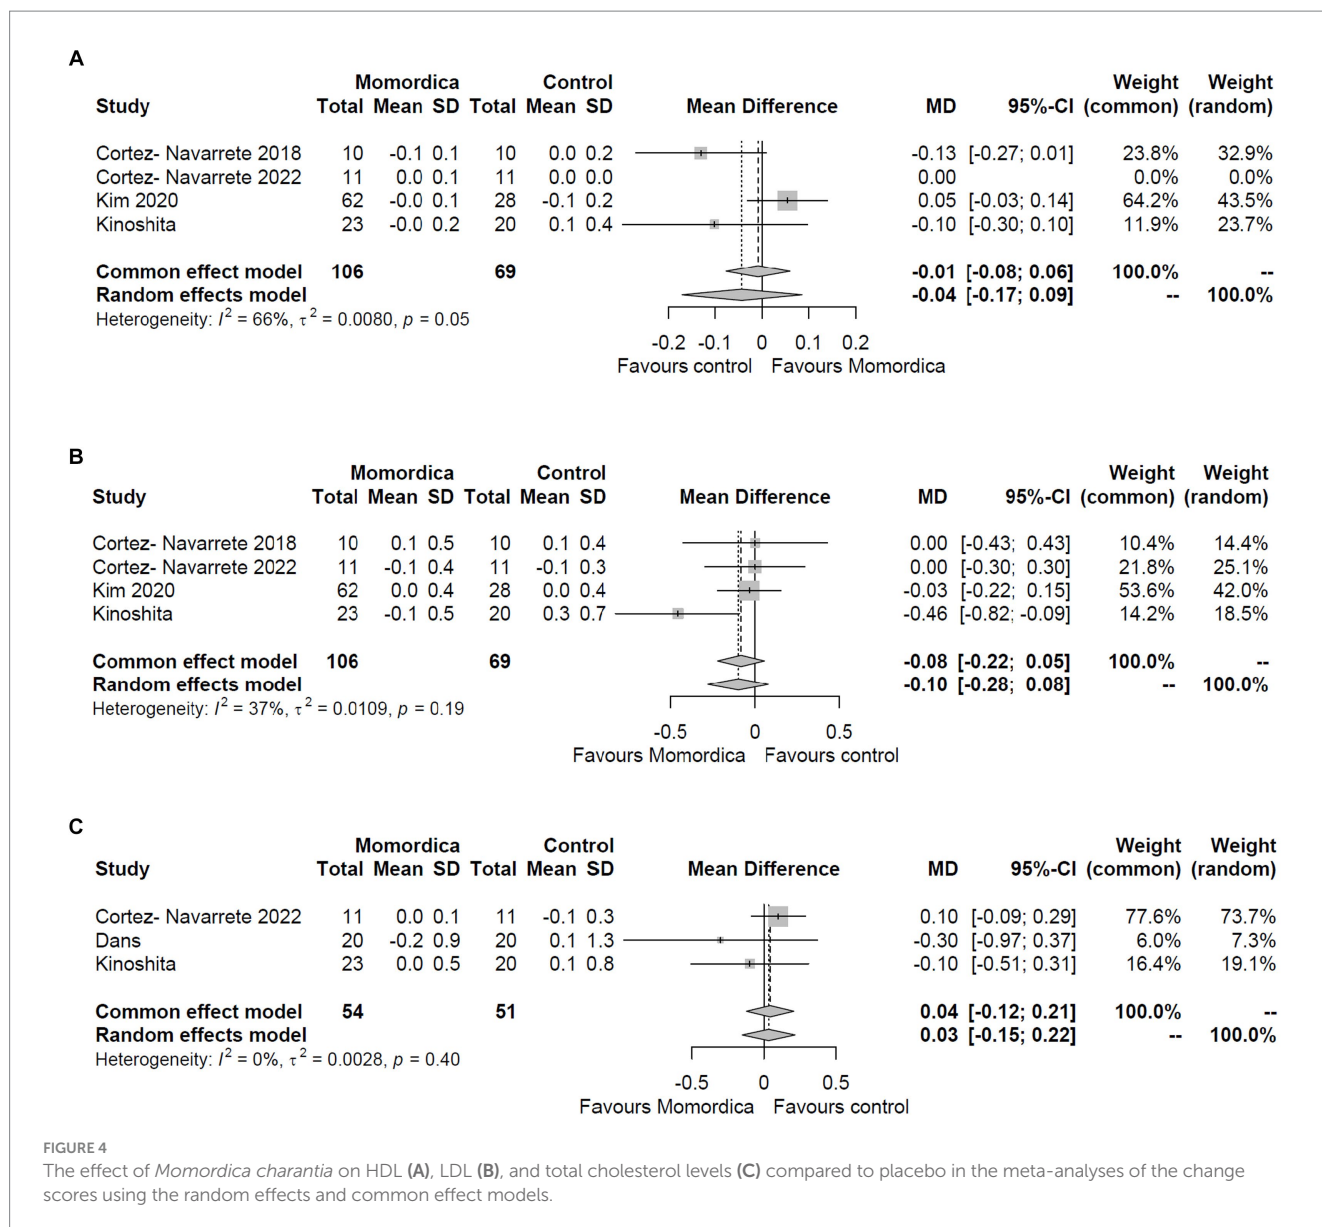 A
Momordica Control Weight Weight
Study Total Mean SD Total Mean SD Mean Difference MD 95%-CI (common) (random)
Cortez- Navarrete 2018 10 -0.1 0.1 10 0.0 0.2 -0.13 [-0.27; 0.01] 23.8% 32.9%
Cortez- Navarrete 2022 11 0.0 0.1 11 0.0 0.0 0.00 0.0% 0.0%
Kim 2020 62 -0.0 0.1 28 -0.1 0.2 0.05 [-0.03; 0.14] 64.2% 43.5%
Kinoshita 23 -0.0 0.2 20 0.1 0.4 -0.10 [-0.30; 0.10] 11.9% 23.7%
Common effect model 106 69 -0.01 [-0.08; 0.06] 100.0% --
Random effects model -0.04 [-0.17; 0.09] -- 100.0%
Heterogeneity: I² = 66%, τ² = 0.0080, p = 0.05
-0.2 -0.1 0 0.1 0.2
Favours control Favours Momordica
B
Momordica Control Weight Weight
Study Total Mean SD Total Mean SD Mean Difference MD 95%-CI (common) (random)
Cortez- Navarrete 2018 10 0.1 0.5 10 0.1 0.4 0.00 [-0.43; 0.43] 10.4% 14.4%
Cortez- Navarrete 2022 11 -0.1 0.4 11 -0.1 0.3 0.00 [-0.30; 0.30] 21.8% 25.1%
Kim 2020 62 0.0 0.4 28 0.0 0.4 -0.03 [-0.22; 0.15] 53.6% 42.0%
Kinoshita 23 -0.1 0.5 20 0.3 0.7 -0.46 [-0.82; -0.09] 14.2% 18.5%
Common effect model 106 69 -0.08 [-0.22; 0.05] 100.0% --
Random effects model -0.10 [-0.28; 0.08] -- 100.0%
Heterogeneity: I² = 37%, τ² = 0.0109, p = 0.19
-0.5 0 0.5
Favours Momordica Favours control
C
Momordica Control Weight Weight
Study Total Mean SD Total Mean SD Mean Difference MD 95%-CI (common) (random)
Cortez- Navarrete 2022 11 0.0 0.1 11 -0.1 0.3 0.10 [-0.09; 0.29] 77.6% 73.7%
Dans 20 -0.2 0.9 20 0.1 1.3 -0.30 [-0.97; 0.37] 6.0% 7.3%
Kinoshita 23 0.0 0.5 20 0.1 0.8 -0.10 [-0.51; 0.31] 16.4% 19.1%
Common effect model 54 51 0.04 [-0.12; 0.21] 100.0% --
Random effects model 0.03 [-0.15; 0.22] -- 100.0%
Heterogeneity: I² = 0%, τ² = 0.0028, p = 0.40
-0.5 0 0.5
Favours Momordica Favours control
FIGURE 4
The effect of Momordica charantia on HDL (A), LDL (B), and total cholesterol levels (C) compared to placebo in the meta-analyses of the change
scores using the random effects and common effect models.